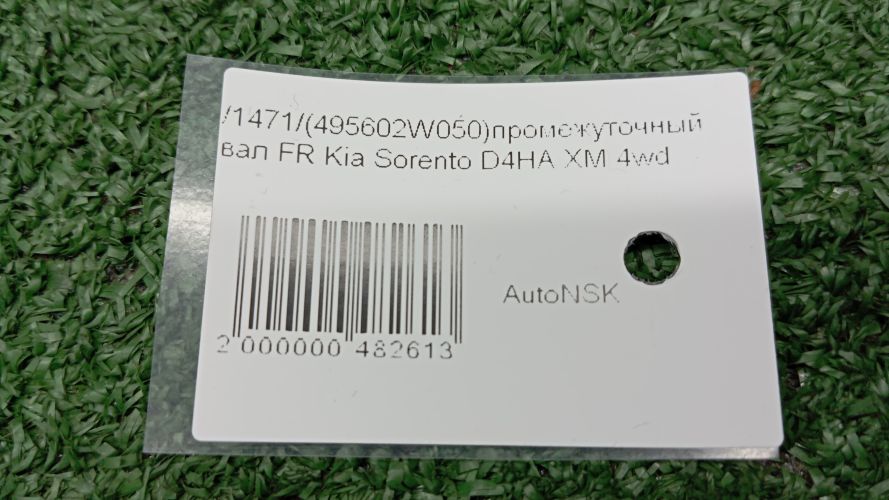 /1471/(495602W050)промежуточный
вал FR Kia Sorento D4HA XM 4wd
AutoNSK
2 000000 482613